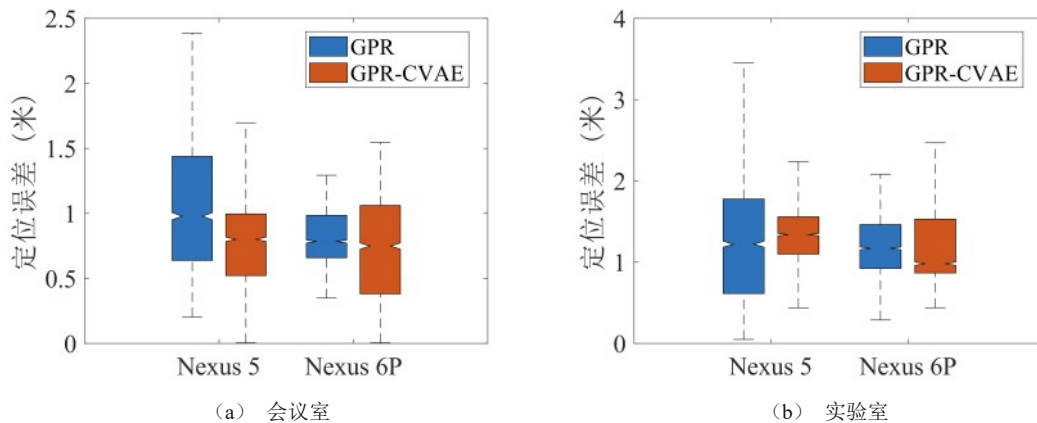 2.5
2
1.5
1
0.5
0
定位误差 (米)
GPR
GPR-CVAE
Nexus 5
Nexus 6P
（a） 会议室
4
3
2
1
0
定位误差 (米)
GPR
GPR-CVAE
Nexus 5
Nexus 6P
（b） 实验室